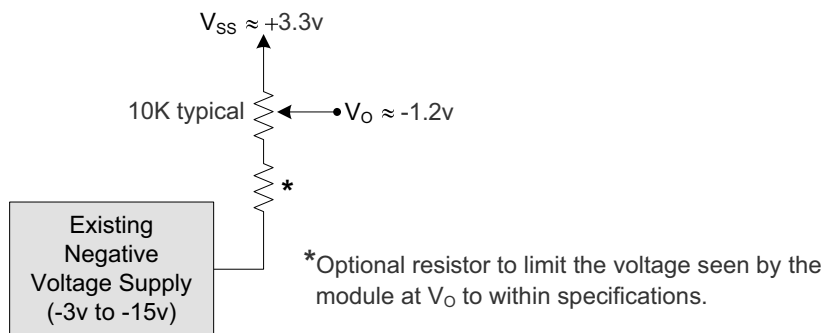 V_SS ≈ +3.3v
10K typical
V_O ≈ -1.2v
*
Existing
Negative
Voltage Supply
(-3v to -15v)
*Optional resistor to limit the voltage seen by the
module at V_O to within specifications.